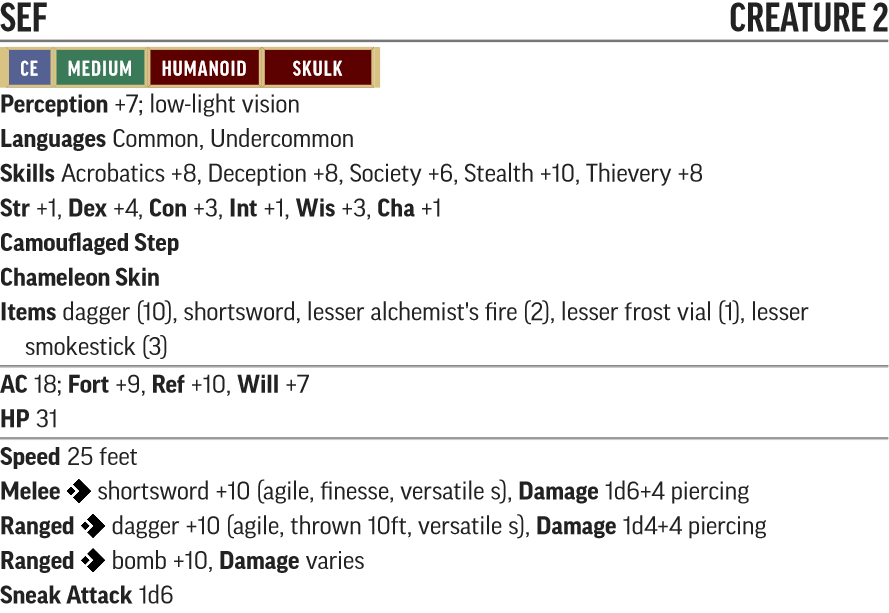 SEF CREATURE 2
CE MEDIUM HUMANOID SKULK
Perception +7; low-light vision
Languages Common, Undercommon
Skills Acrobatics +8, Deception +8, Society +6, Stealth +10, Thievery +8
Str +1, Dex +4, Con +3, Int +1, Wis +3, Cha +1
Camouflaged Step
Chameleon Skin
Items dagger (10), shortsword, lesser alchemist's fire (2), lesser frost vial (1), lesser
smokestick (3)
AC 18; Fort +9, Ref +10, Will +7
HP 31
Speed 25 feet
Melee shortsword +10 (agile, finesse, versatile s), Damage 1d6+4 piercing
Ranged dagger +10 (agile, thrown 10ft, versatile s), Damage 1d4+4 piercing
Ranged bomb +10, Damage varies
Sneak Attack 1d6